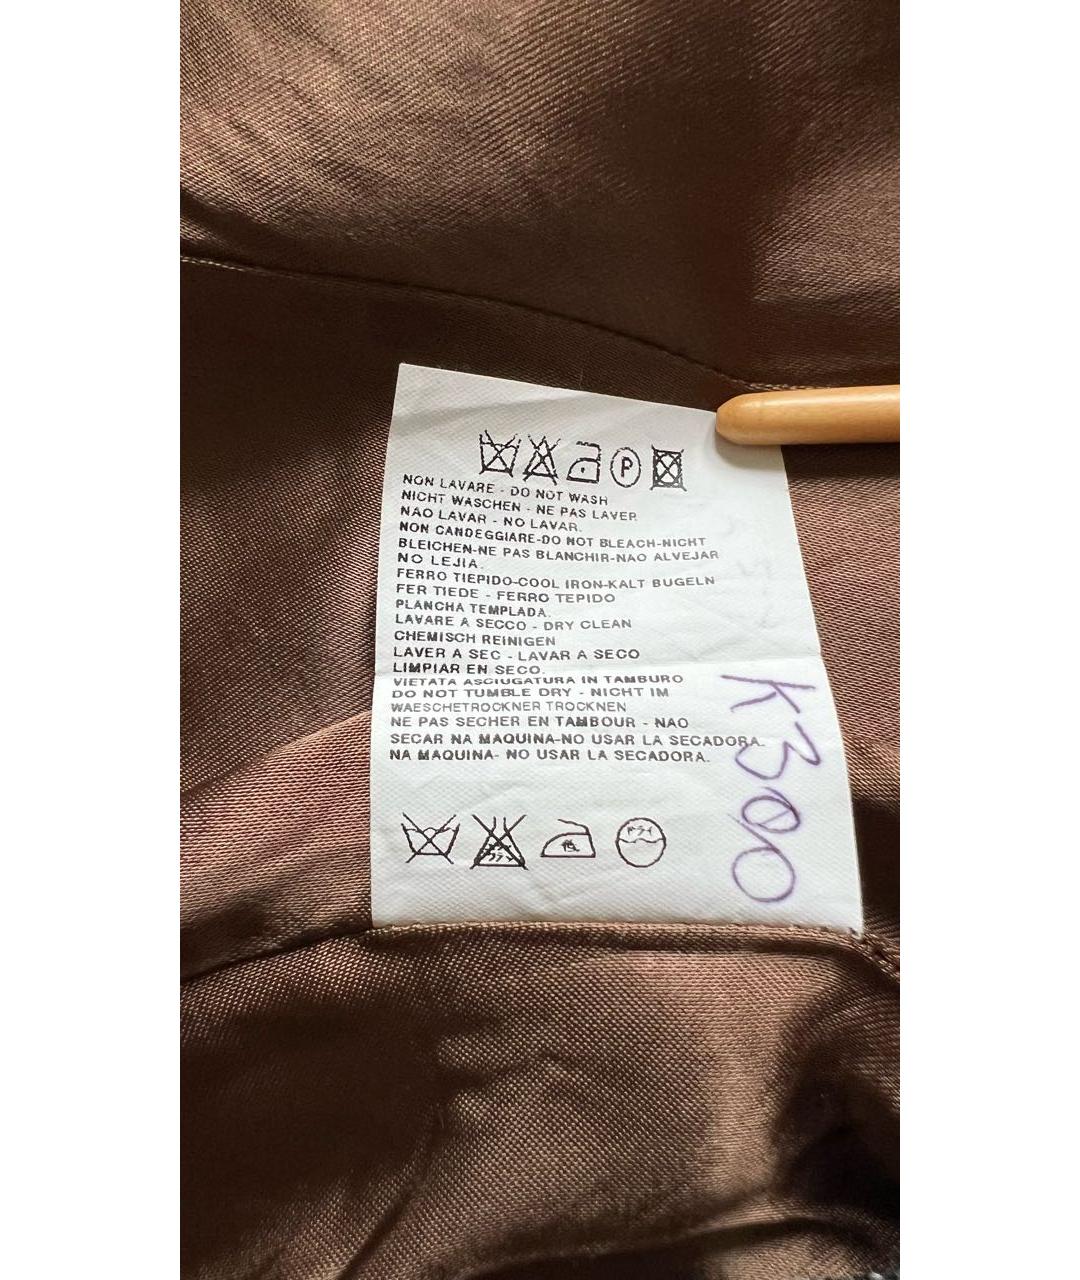 P
NON LAVARE - DO NOT WASH
NICHT WASCHEN - NE PAS LAVER
NAO LAVAR - NO LAVAR.
NON CANDEGGIARE-DO NOT BLEACH-NICHT
BLEICHEN-NE PAS BLANCHIR-NAO ALVEJAR
NO LEJIA.
FERRO TIEPIDO-COOL IRON-KALT BUGELN
FER TIEDE - FERRO TEPIDO
PLANCHA TEMPLADA.
LAVARE A SECCO - DRY CLEAN
CHEMISCH REINIGEN
LAVER A SEC - LAVAR A SECO
LIMPIAR EN SECO.
VIETATA ASCIUGATURA IN TAMBURO
DO NOT TUMBLE DRY - NICHT IM
WAESCHETROCKNER TROCKNEN
NE PAS SECHER EN TAMBOUR - NAO
SECAR NA MAQUINA-NO USAR LA SECADORA.
NA MAQUINA- NO USAR LA SECADORA.
K300
ドライ